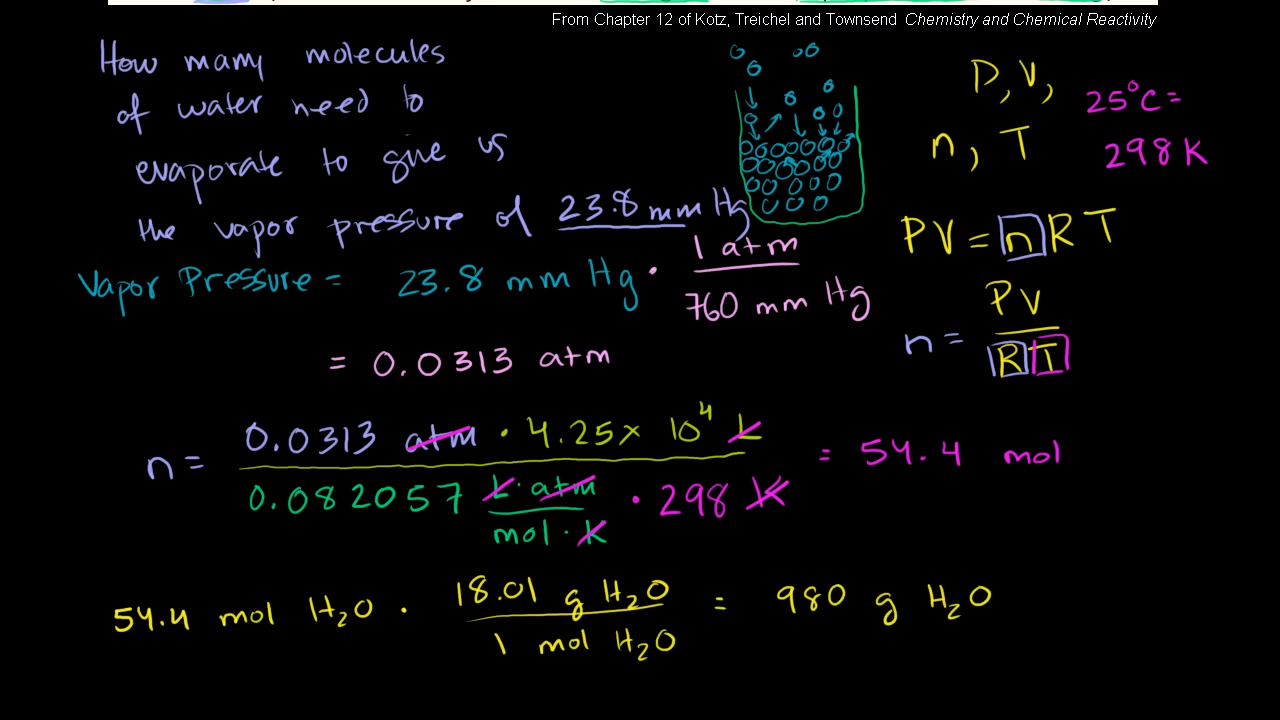 From Chapter 12 of Kotz, Treichel and Townsend Chemistry and Chemical Reactivity
How many molecules
of water need to
evaporate to give us
the vapor pressure of 23.8 mm Hg
P, V,
n, T
25°C =
298 K
PV = nRT
n = PV / RT
Vapor Pressure = 23.8 mm Hg · 1 atm / 760 mm Hg
= 0.0313 atm
n = 0.0313 atm · 4.25 x 10⁴ L / 0.082057 L·atm / mol·K · 298 K = 54.4 mol
54.4 mol H₂O · 18.01 g H₂O / 1 mol H₂O = 980 g H₂O